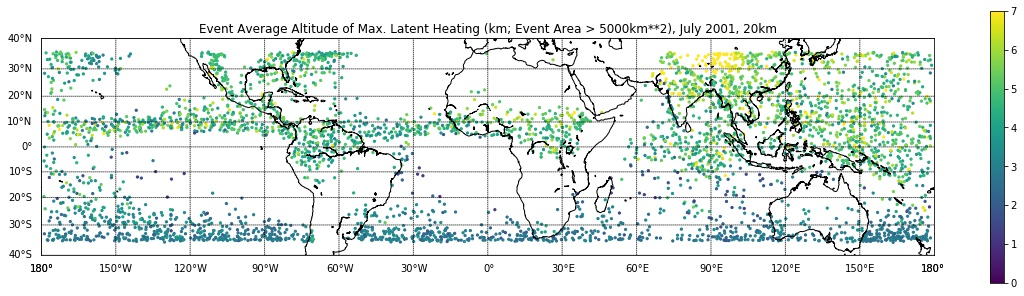 Event Average Altitude of Max. Latent Heating (km; Event Area > 5000km**2), July 2001, 20km
7
40°N
6
30°N
5
20°N
10°N
4
0°
3
10°S
2
20°S
30°S
1
40°S
180° 150°W 120°W 90°W 60°W 30°W 0° 30°E 60°E 90°E 120°E 150°E 180°
0